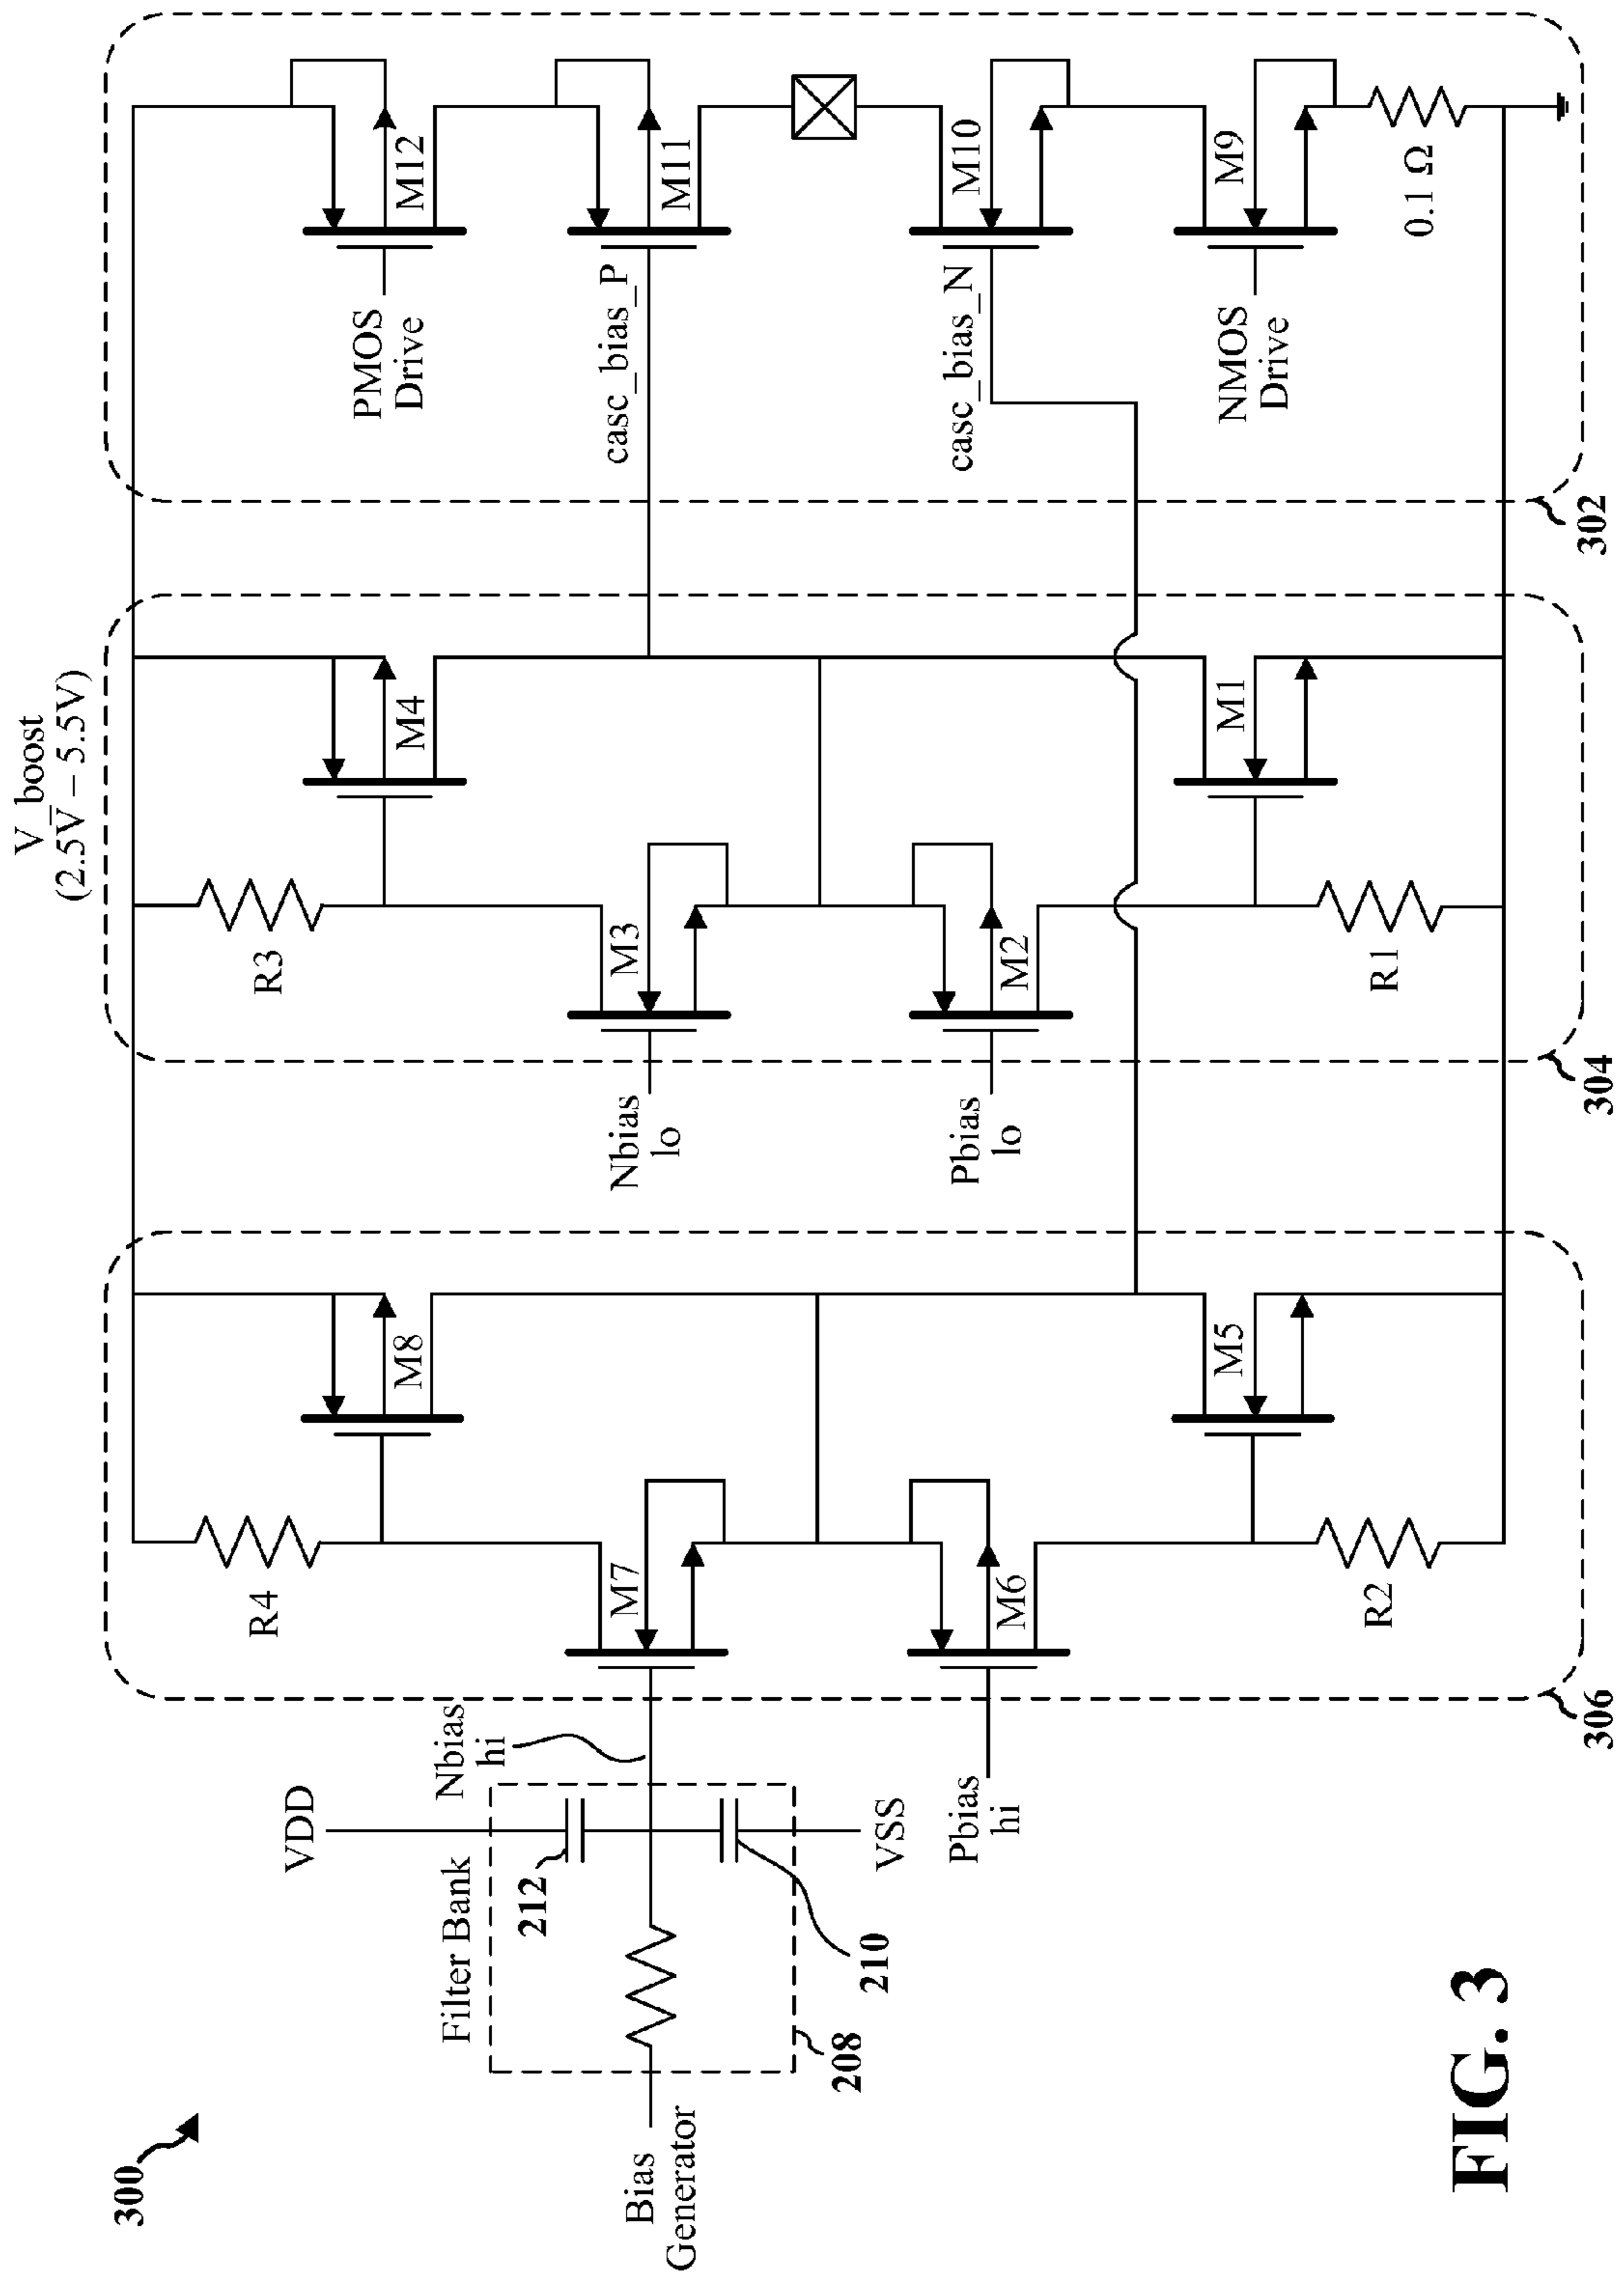 300
V_boost
(2.5V – 5.5V)
R4
M8
R3
M4
PMOS
Drive
M12
VDD
Nbias
hi
Filter Bank
212
M7
Nbias
lo
M3
casc_bias_P
M11
Bias
Generator
208
210
VSS
Pbias
hi
M6
Pbias
lo
M2
casc_bias_N
M10
R2
M5
R1
M1
NMOS
Drive
M9
0.1 Ω
306
304
302
FIG. 3